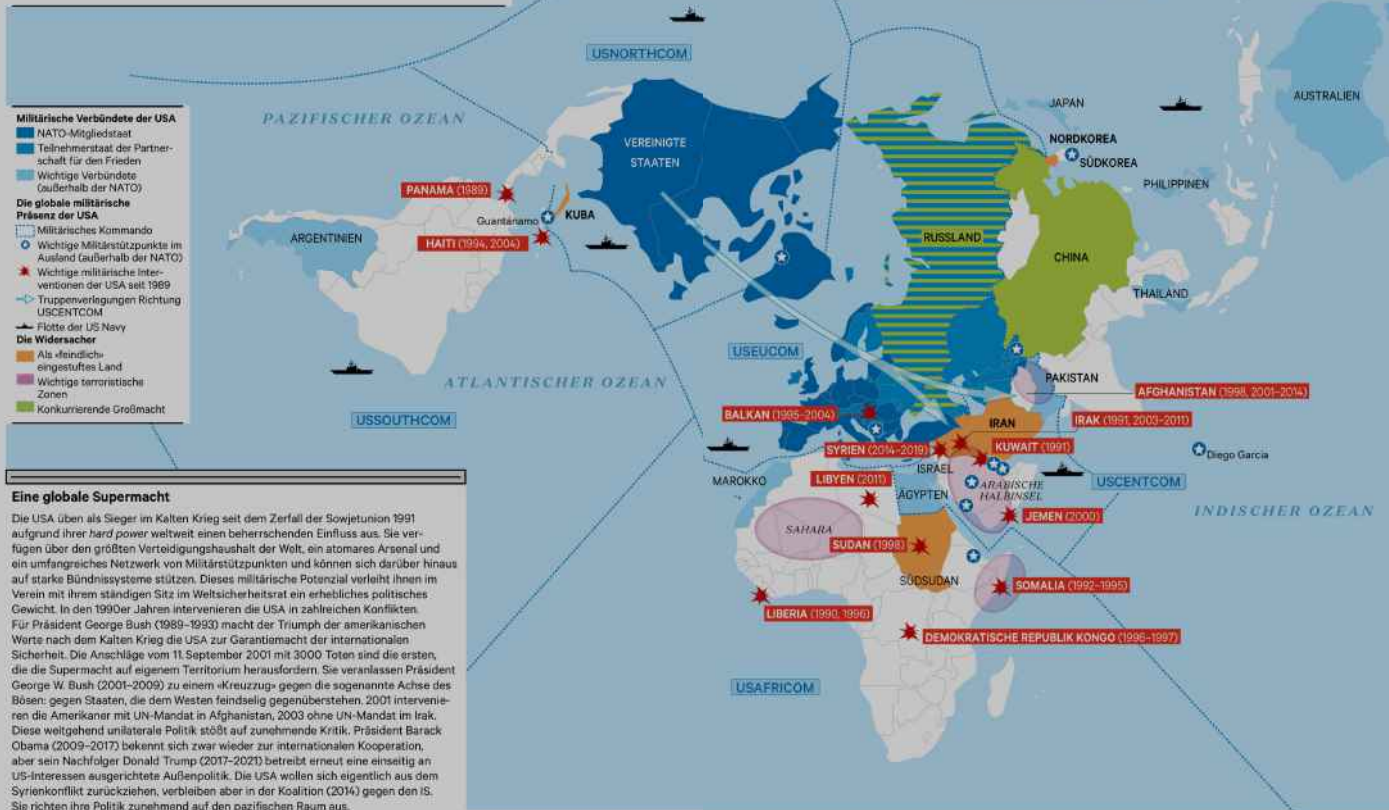 USNORTHCOM
PAZIFISCHER OZEAN
VEREINIGTE
STAATEN
JAPAN
AUSTRALIEN
NORDKOREA
SÜDKOREA
PHILIPPINEN
Militärische Verbündete der USA
NATO-Mitgliedstaat
Teilnehmerstaat der Partner-
schaft für den Frieden
Wichtige Verbündete
(außerhalb der NATO)
Die globale militärische
Präsenz der USA
Militärisches Kommando
Wichtige Militärstützpunkte im
Ausland (außerhalb der NATO)
Wichtige militärische Inter-
ventionen der USA seit 1989
Truppenverlegungen Richtung
USCENTCOM
Flotte der US Navy
Die Widersacher
Als «feindlich»
eingestuftes Land
Wichtige terroristische
Zonen
Konkurrierende Großmacht
PANAMA (1989)
Guantánamo
KUBA
HAITI (1994, 2004)
ARGENTINIEN
RUSSLAND
CHINA
THAILAND
USEUCOM
ATLANTISCHER OZEAN
USSOUTHCOM
PAKISTAN
AFGHANISTAN (1998, 2001–2014)
BALKAN (1995–2004)
IRAN
IRAK (1991, 2003–2011)
SYRIEN (2014–2019)
KUWAIT (1991)
Diego Garcia
ISRAEL
MAROKKO
LIBYEN (2011)
ÄGYPTEN
ARABISCHE
HALBINSEL
USCENTCOM
INDISCHER OZEAN
JEMEN (2000)
SAHARA
SUDAN (1998)
SÜDSUDAN
SOMALIA (1992–1995)
LIBERIA (1990, 1996)
DEMOKRATISCHE REPUBLIK KONGO (1996–1997)
USAFRICOM
Eine globale Supermacht
Die USA üben als Sieger im Kalten Krieg seit dem Zerfall der Sowjetunion 1991
aufgrund ihrer hard power weltweit einen beherrschenden Einfluss aus. Sie ver-
fügen über den größten Verteidigungshaushalt der Welt, ein atomares Arsenal und
ein umfangreiches Netzwerk von Militärstützpunkten und können sich darüber hinaus
auf starke Bündnissysteme stützen. Dieses militärische Potenzial verleiht ihnen im
Verein mit ihrem ständigen Sitz im Weltsicherheitsrat ein erhebliches politisches
Gewicht. In den 1990er Jahren intervenieren die USA in zahlreichen Konflikten.
Für Präsident George Bush (1989–1993) macht der Triumph der amerikanischen
Werte nach dem Kalten Krieg die USA zur Garantiemacht der internationalen
Sicherheit. Die Anschläge vom 11. September 2001 mit 3000 Toten sind die ersten,
die die Supermacht auf eigenem Territorium herausfordern. Sie veranlassen Präsident
George W. Bush (2001–2009) zu einem «Kreuzzug» gegen die sogenannte Achse des
Bösen: gegen Staaten, die dem Westen feindselig gegenüberstehen. 2001 intervenie-
ren die Amerikaner mit UN-Mandat in Afghanistan, 2003 ohne UN-Mandat im Irak.
Diese weitgehend unilaterale Politik stößt auf zunehmende Kritik. Präsident Barack
Obama (2009–2017) bekennt sich zwar wieder zur internationalen Kooperation,
aber sein Nachfolger Donald Trump (2017–2021) betreibt erneut eine einseitig an
US-Interessen ausgerichtete Außenpolitik. Die USA wollen sich eigentlich aus dem
Syrienkonflikt zurückziehen, verbleiben aber in der Koalition (2014) gegen den IS.
Sie richten ihre Politik zunehmend auf den pazifischen Raum aus.